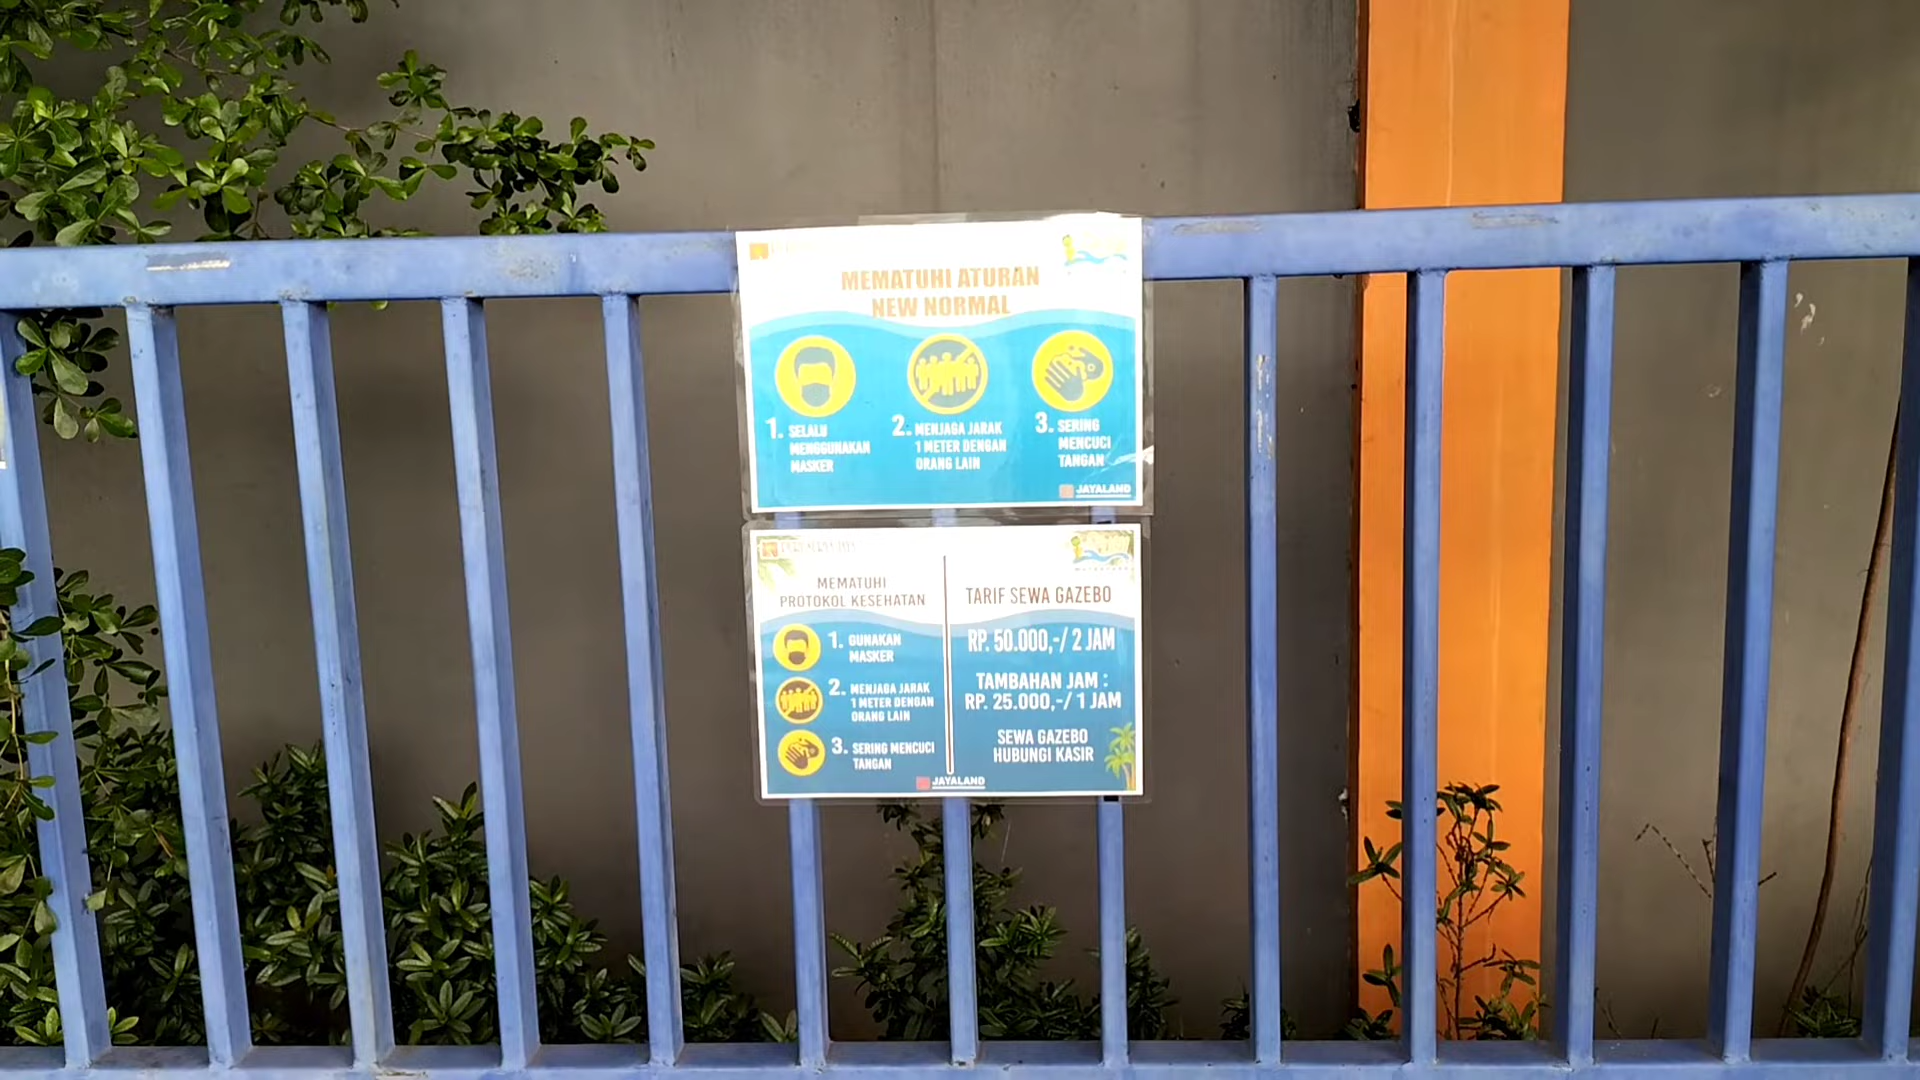 MEMATUHI ATURAN
NEW NORMAL
1. SELALU
MENGGUNAKAN
MASKER
2. MENJAGA JARAK
1 METER DENGAN
ORANG LAIN
3. SERING
MENCUCI
TANGAN
JAYALAND
MEMATUHI
PROTOKOL KESEHATAN
1. GUNAKAN
MASKER
2. MENJAGA JARAK
1 METER DENGAN
ORANG LAIN
3. SERING MENCUCI
TANGAN
TARIF SEWA GAZEBO
RP. 50.000,-/ 2 JAM
TAMBAHAN JAM :
RP. 25.000,-/ 1 JAM
SEWA GAZEBO
HUBUNGI KASIR
JAYALAND